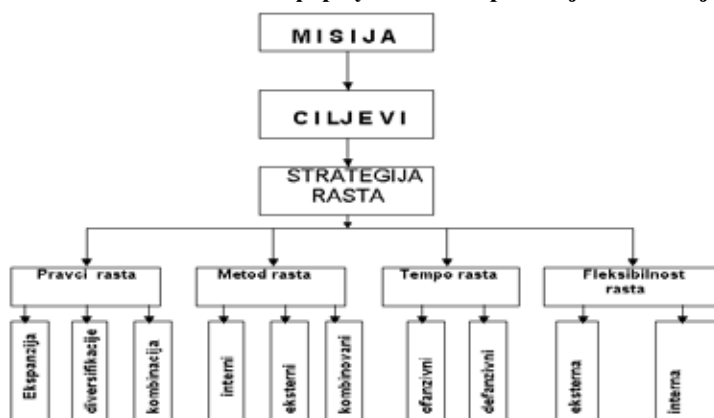 MISIJA
CILJEVI
STRATEGIJA
RASTA
Pravci rasta
Metod rasta
Tempo rasta
Fleksibilnost
rasta
Ekspanzija
diversifikacije
kombinacija
interni
eksterni
kombinovani
ofanzivni
defanzivni
eksterna
interna